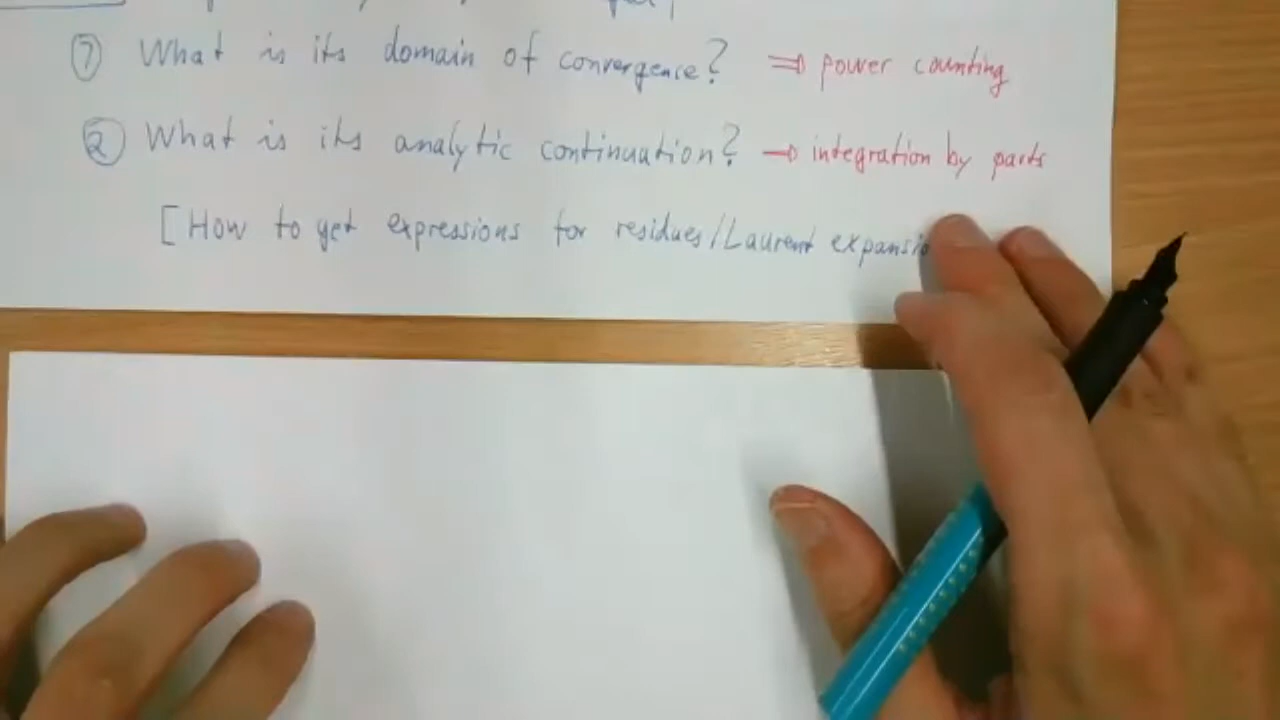 ① What is its domain of convergence? ⇒ power counting
② What is its analytic continuation? → integration by parts
[How to get expressions for residues/Laurent